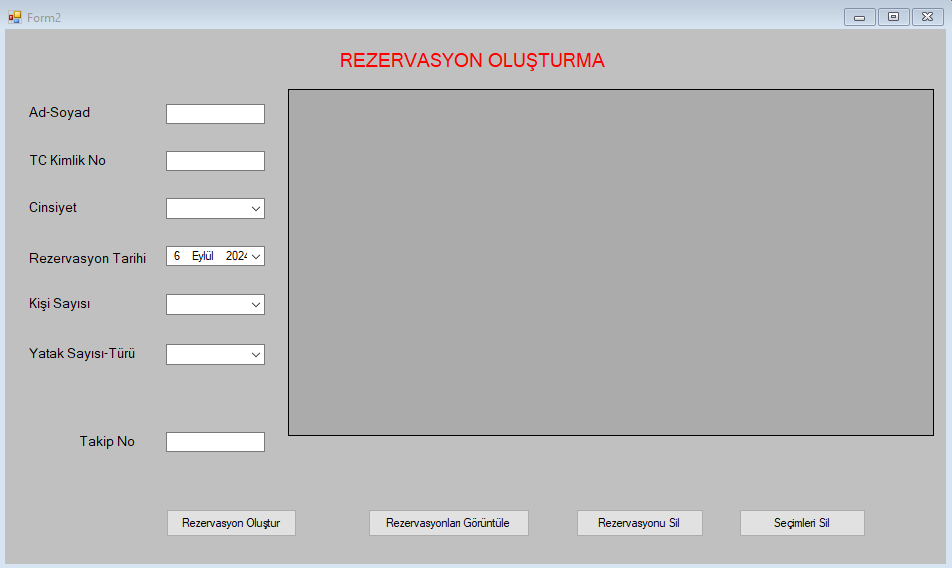 Form2
REZERVASYON OLUŞTURMA
Ad-Soyad
TC Kimlik No
Cinsiyet
Rezervasyon Tarihi 6 Eylül 2024
Kişi Sayısı
Yatak Sayısı-Türü
Takip No
Rezervasyon Oluştur Rezervasyonları Görüntüle Rezervasyonu Sil Seçimleri Sil